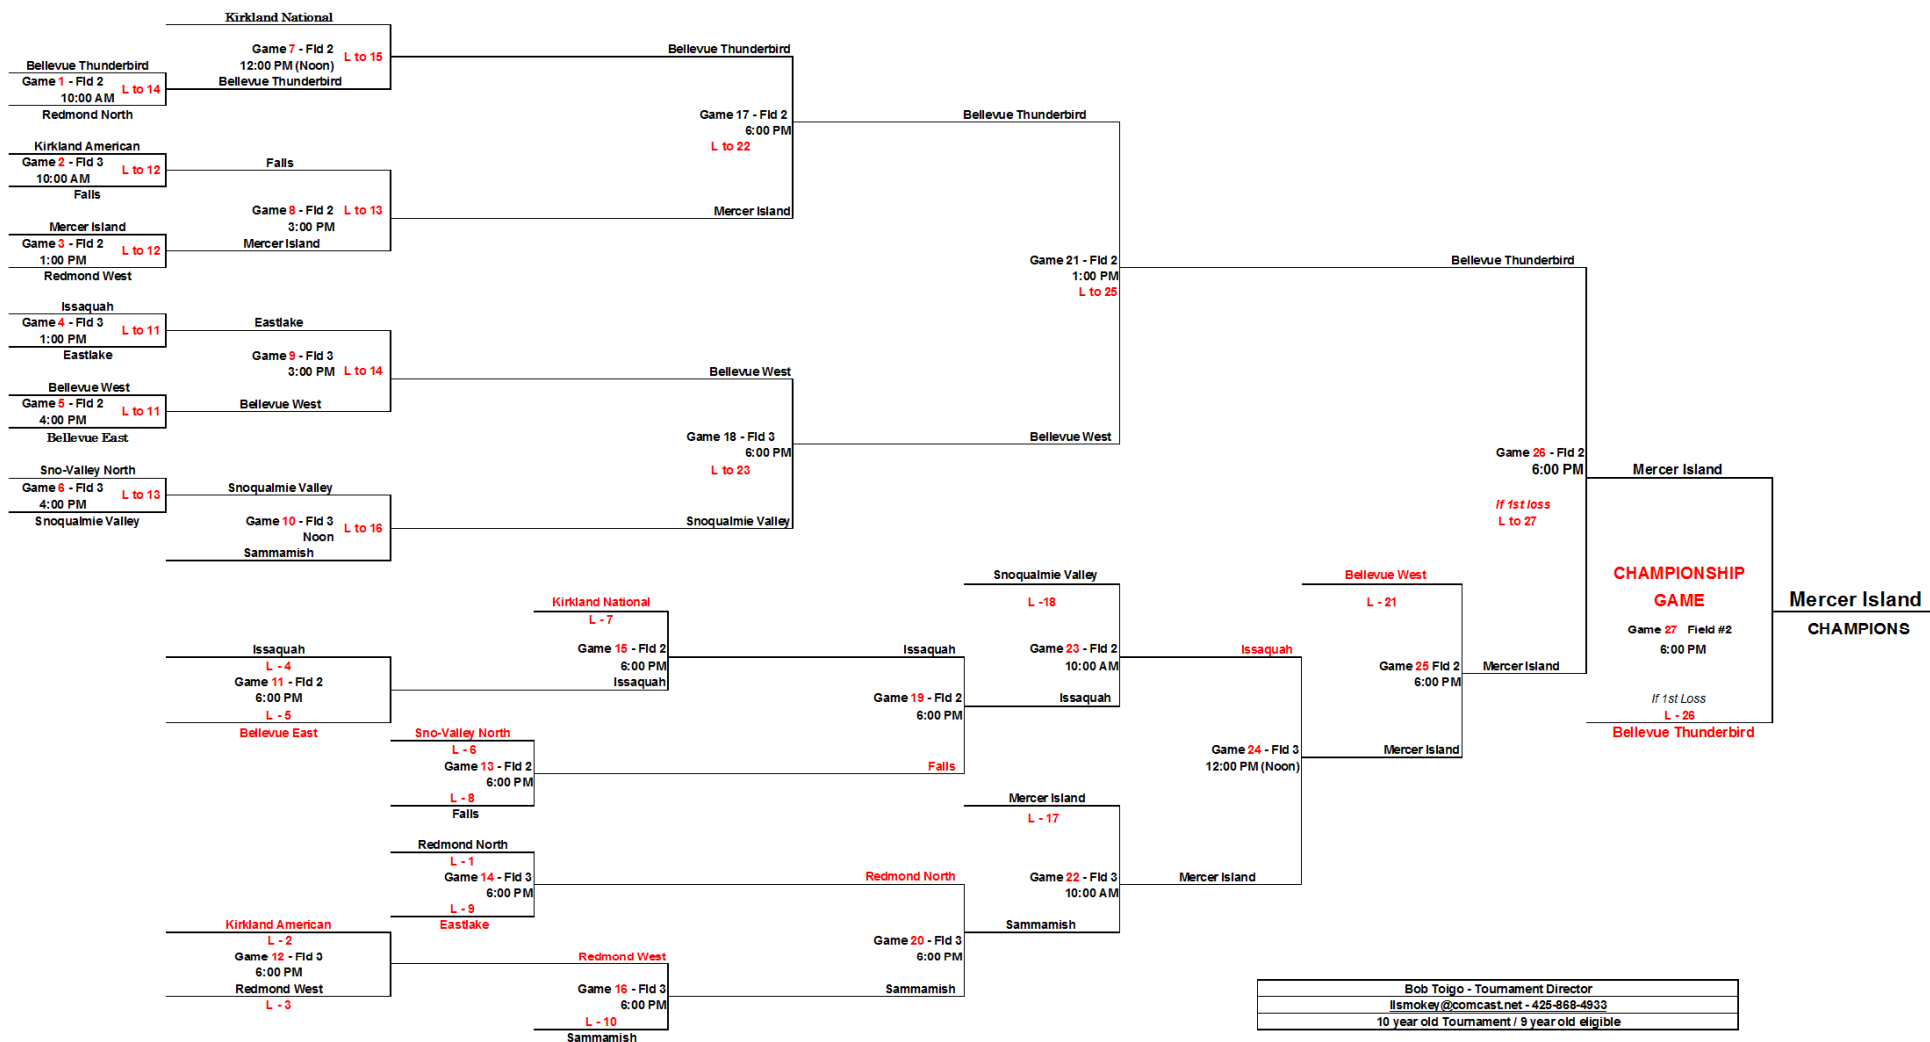 Kirkland National
Game 7 - Fld 2
12:00 PM (Noon)
L to 15
Bellevue Thunderbird
Bellevue Thunderbird
Game 1 - Fld 2
10:00 AM
L to 14
Redmond North
Bellevue Thunderbird
Kirkland American
Game 2 - Fld 3
10:00 AM
L to 12
Falls
Falls
Game 8 - Fld 2
3:00 PM
L to 13
Mercer Island
Mercer Island
Game 3 - Fld 2
1:00 PM
L to 12
Redmond West
Game 17 - Fld 2
6:00 PM
L to 22
Mercer Island
Bellevue Thunderbird
Issaquah
Game 4 - Fld 3
1:00 PM
L to 11
Eastlake
Eastlake
Game 9 - Fld 3
3:00 PM
L to 14
Bellevue West
Bellevue West
Game 5 - Fld 2
4:00 PM
L to 11
Bellevue East
Bellevue West
Game 18 - Fld 3
6:00 PM
L to 23
Sno-Valley North
Game 6 - Fld 3
4:00 PM
L to 13
Snoqualmie Valley
Snoqualmie Valley
Game 10 - Fld 3
Noon
L to 16
Sammamish
Snoqualmie Valley
Game 21 - Fld 2
1:00 PM
L to 25
Bellevue West
Bellevue Thunderbird
Game 26 - Fld 2
6:00 PM
If 1st loss
L to 27
Mercer Island
CHAMPIONSHIP
GAME
Game 27 Field #2
6:00 PM
If 1st Loss
L - 26
Bellevue Thunderbird
Mercer Island
CHAMPIONS
Kirkland National
L - 7
Game 15 - Fld 2
6:00 PM
Issaquah
Issaquah
L - 4
Game 11 - Fld 2
6:00 PM
L - 5
Bellevue East
Sno-Valley North
L - 6
Game 13 - Fld 2
6:00 PM
L - 8
Falls
Issaquah
Game 19 - Fld 2
6:00 PM
Falls
Snoqualmie Valley
L -18
Game 23 - Fld 2
10:00 AM
Issaquah
Issaquah
Game 24 - Fld 3
12:00 PM (Noon)
Bellevue West
L - 21
Game 25 Fld 2
6:00 PM
Mercer Island
Mercer Island
Redmond North
L - 1
Game 14 - Fld 3
6:00 PM
L - 9
Eastlake
Kirkland American
L - 2
Game 12 - Fld 3
6:00 PM
Redmond West
L - 3
Redmond West
Game 16 - Fld 3
6:00 PM
L - 10
Sammamish
Redmond North
Game 20 - Fld 3
6:00 PM
Sammamish
Mercer Island
L - 17
Game 22 - Fld 3
10:00 AM
Sammamish
Mercer Island
Bob Toigo - Tournament Director
llsmokey@comcast.net - 425-868-4933
10 year old Tournament / 9 year old eligible